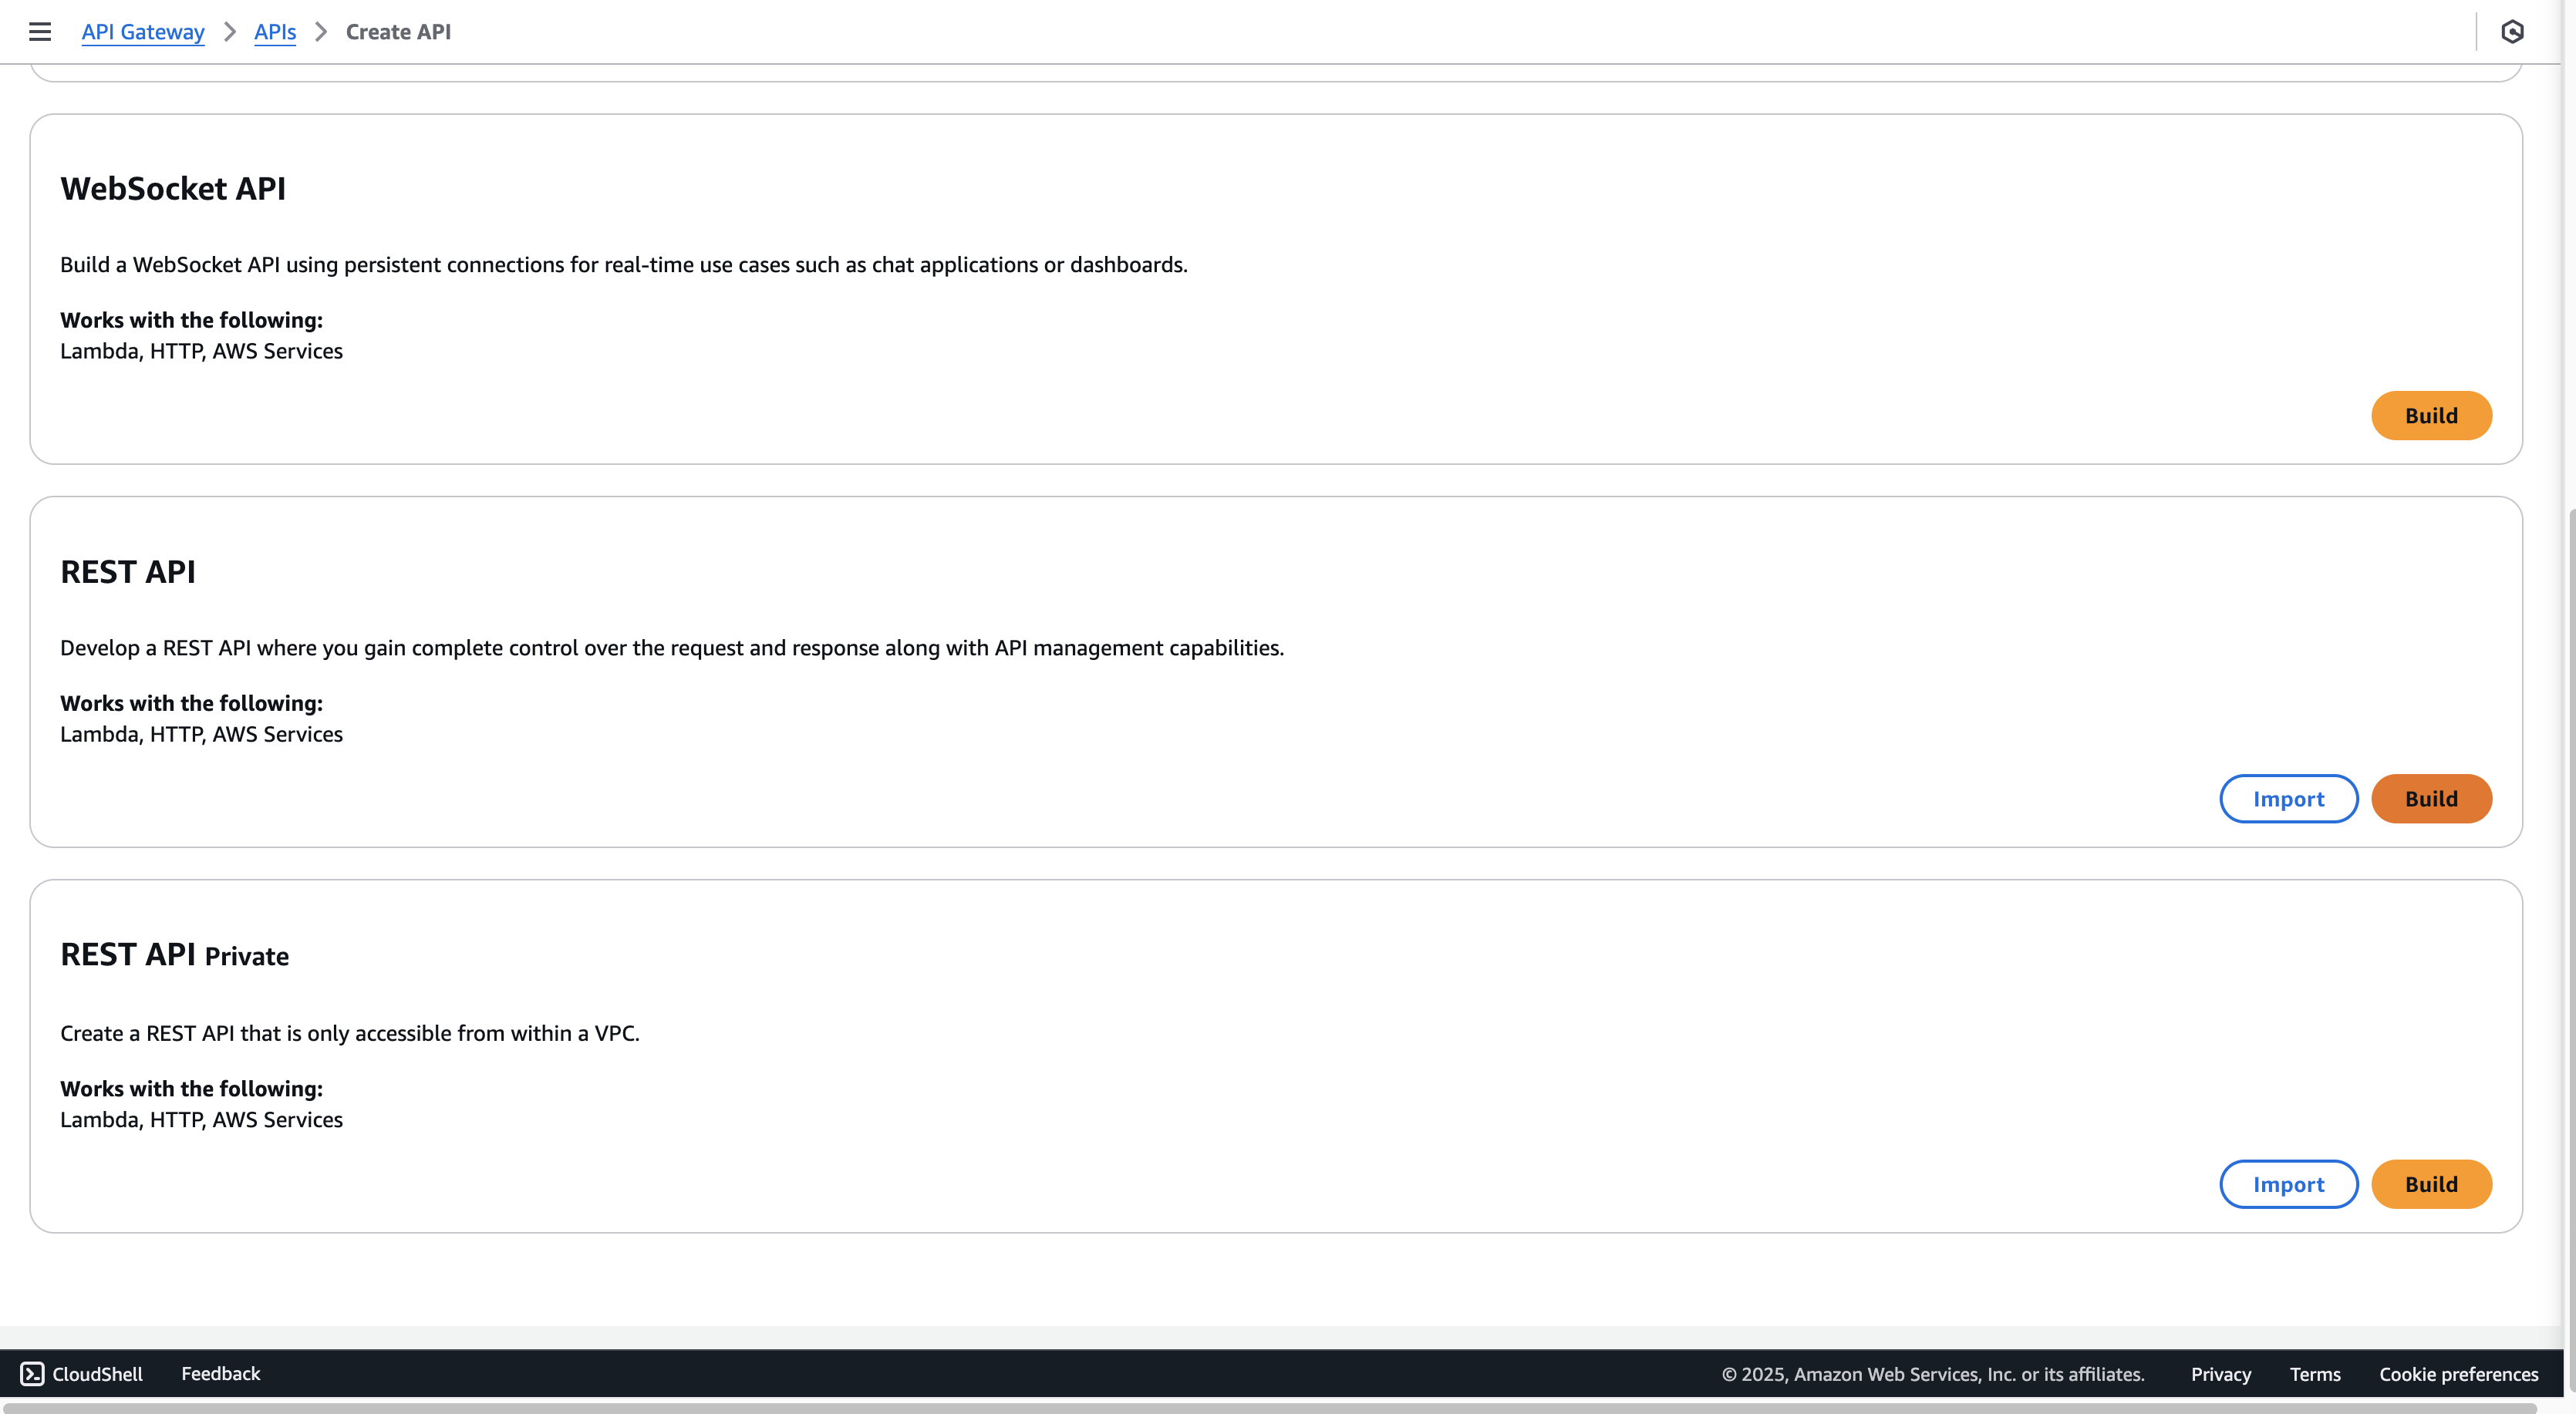 API Gateway > APIs > Create API
WebSocket API
Build a WebSocket API using persistent connections for real-time use cases such as chat applications or dashboards.
Works with the following:
Lambda, HTTP, AWS Services
Build
REST API
Develop a REST API where you gain complete control over the request and response along with API management capabilities.
Works with the following:
Lambda, HTTP, AWS Services
Import Build
REST API Private
Create a REST API that is only accessible from within a VPC.
Works with the following:
Lambda, HTTP, AWS Services
Import Build
CloudShell Feedback © 2025, Amazon Web Services, Inc. or its affiliates. Privacy Terms Cookie preferences